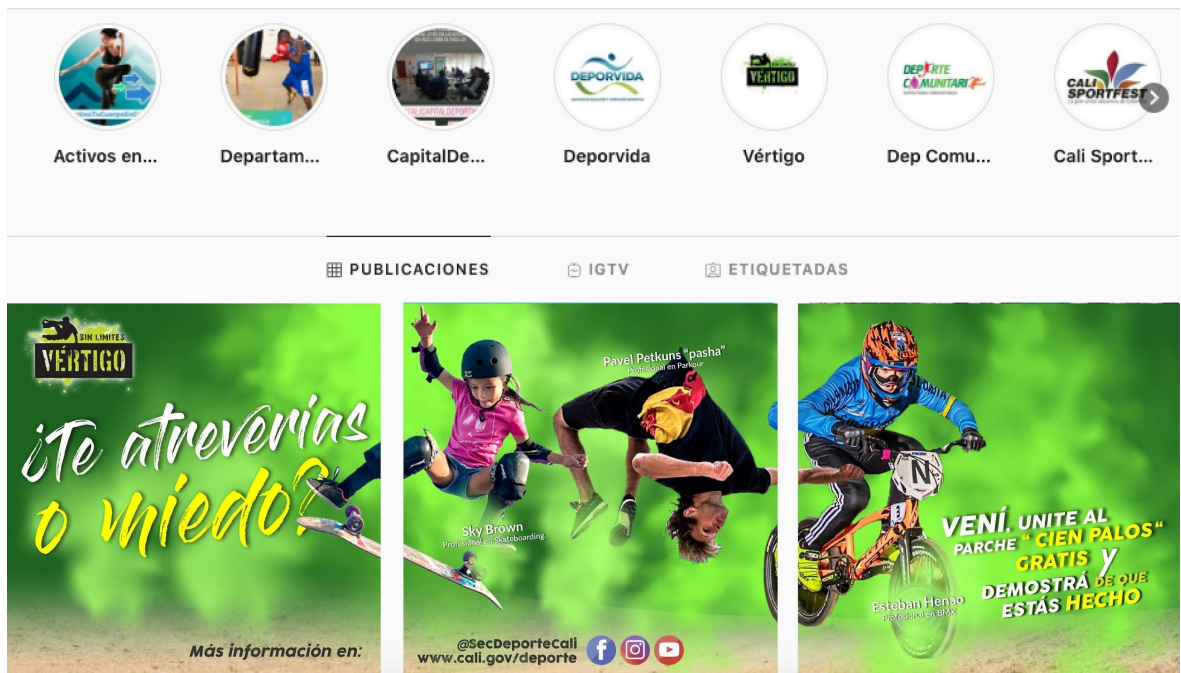 DEPORVIDA
VÉRTIGO
DEPORTE
COMUNITARIO
CALI
SPORTFEST
Activos en...
Departam...
CapitalDe...
Deporvida
Vértigo
Dep Comu...
Cali Sport...
PUBLICACIONES
IGTV
ETIQUETADAS
SIN LIMITES
VÉRTIGO
¿Te atreverías
o miedo?
Más información en:
Pavel Petkuns "pasha"
Profesional en Parkour
Sky Brown
Profesional en Skateboarding
@SecDeporteCali
www.cali.gov/deporte
N
VENÍ, UNITE AL
PARCHE " CIEN PALOS"
GRATIS Y
DEMOSTRÁ DE QUE
ESTÁS HECHO
Esteban Henao
Profesional en BMX